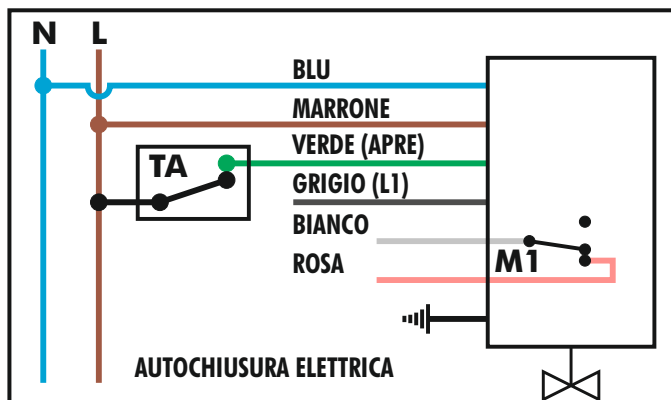 N L
BLU
MARRONE
TA
VERDE (APRE)
GRIGIO (L1)
BIANCO
M1
ROSA
AUTOCHIUSURA ELETTRICA